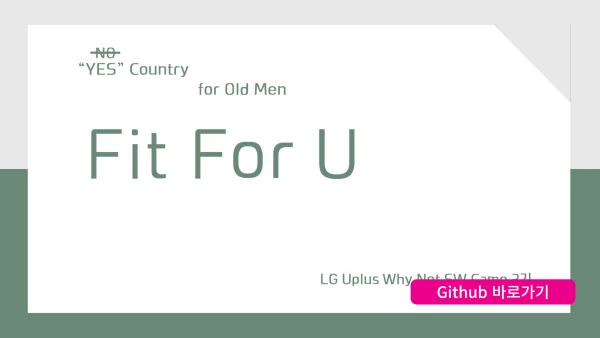 NO
“YES” Country
for Old Men
Fit For U
LG Uplus Why Not SW Camp 2기
Github 바로가기